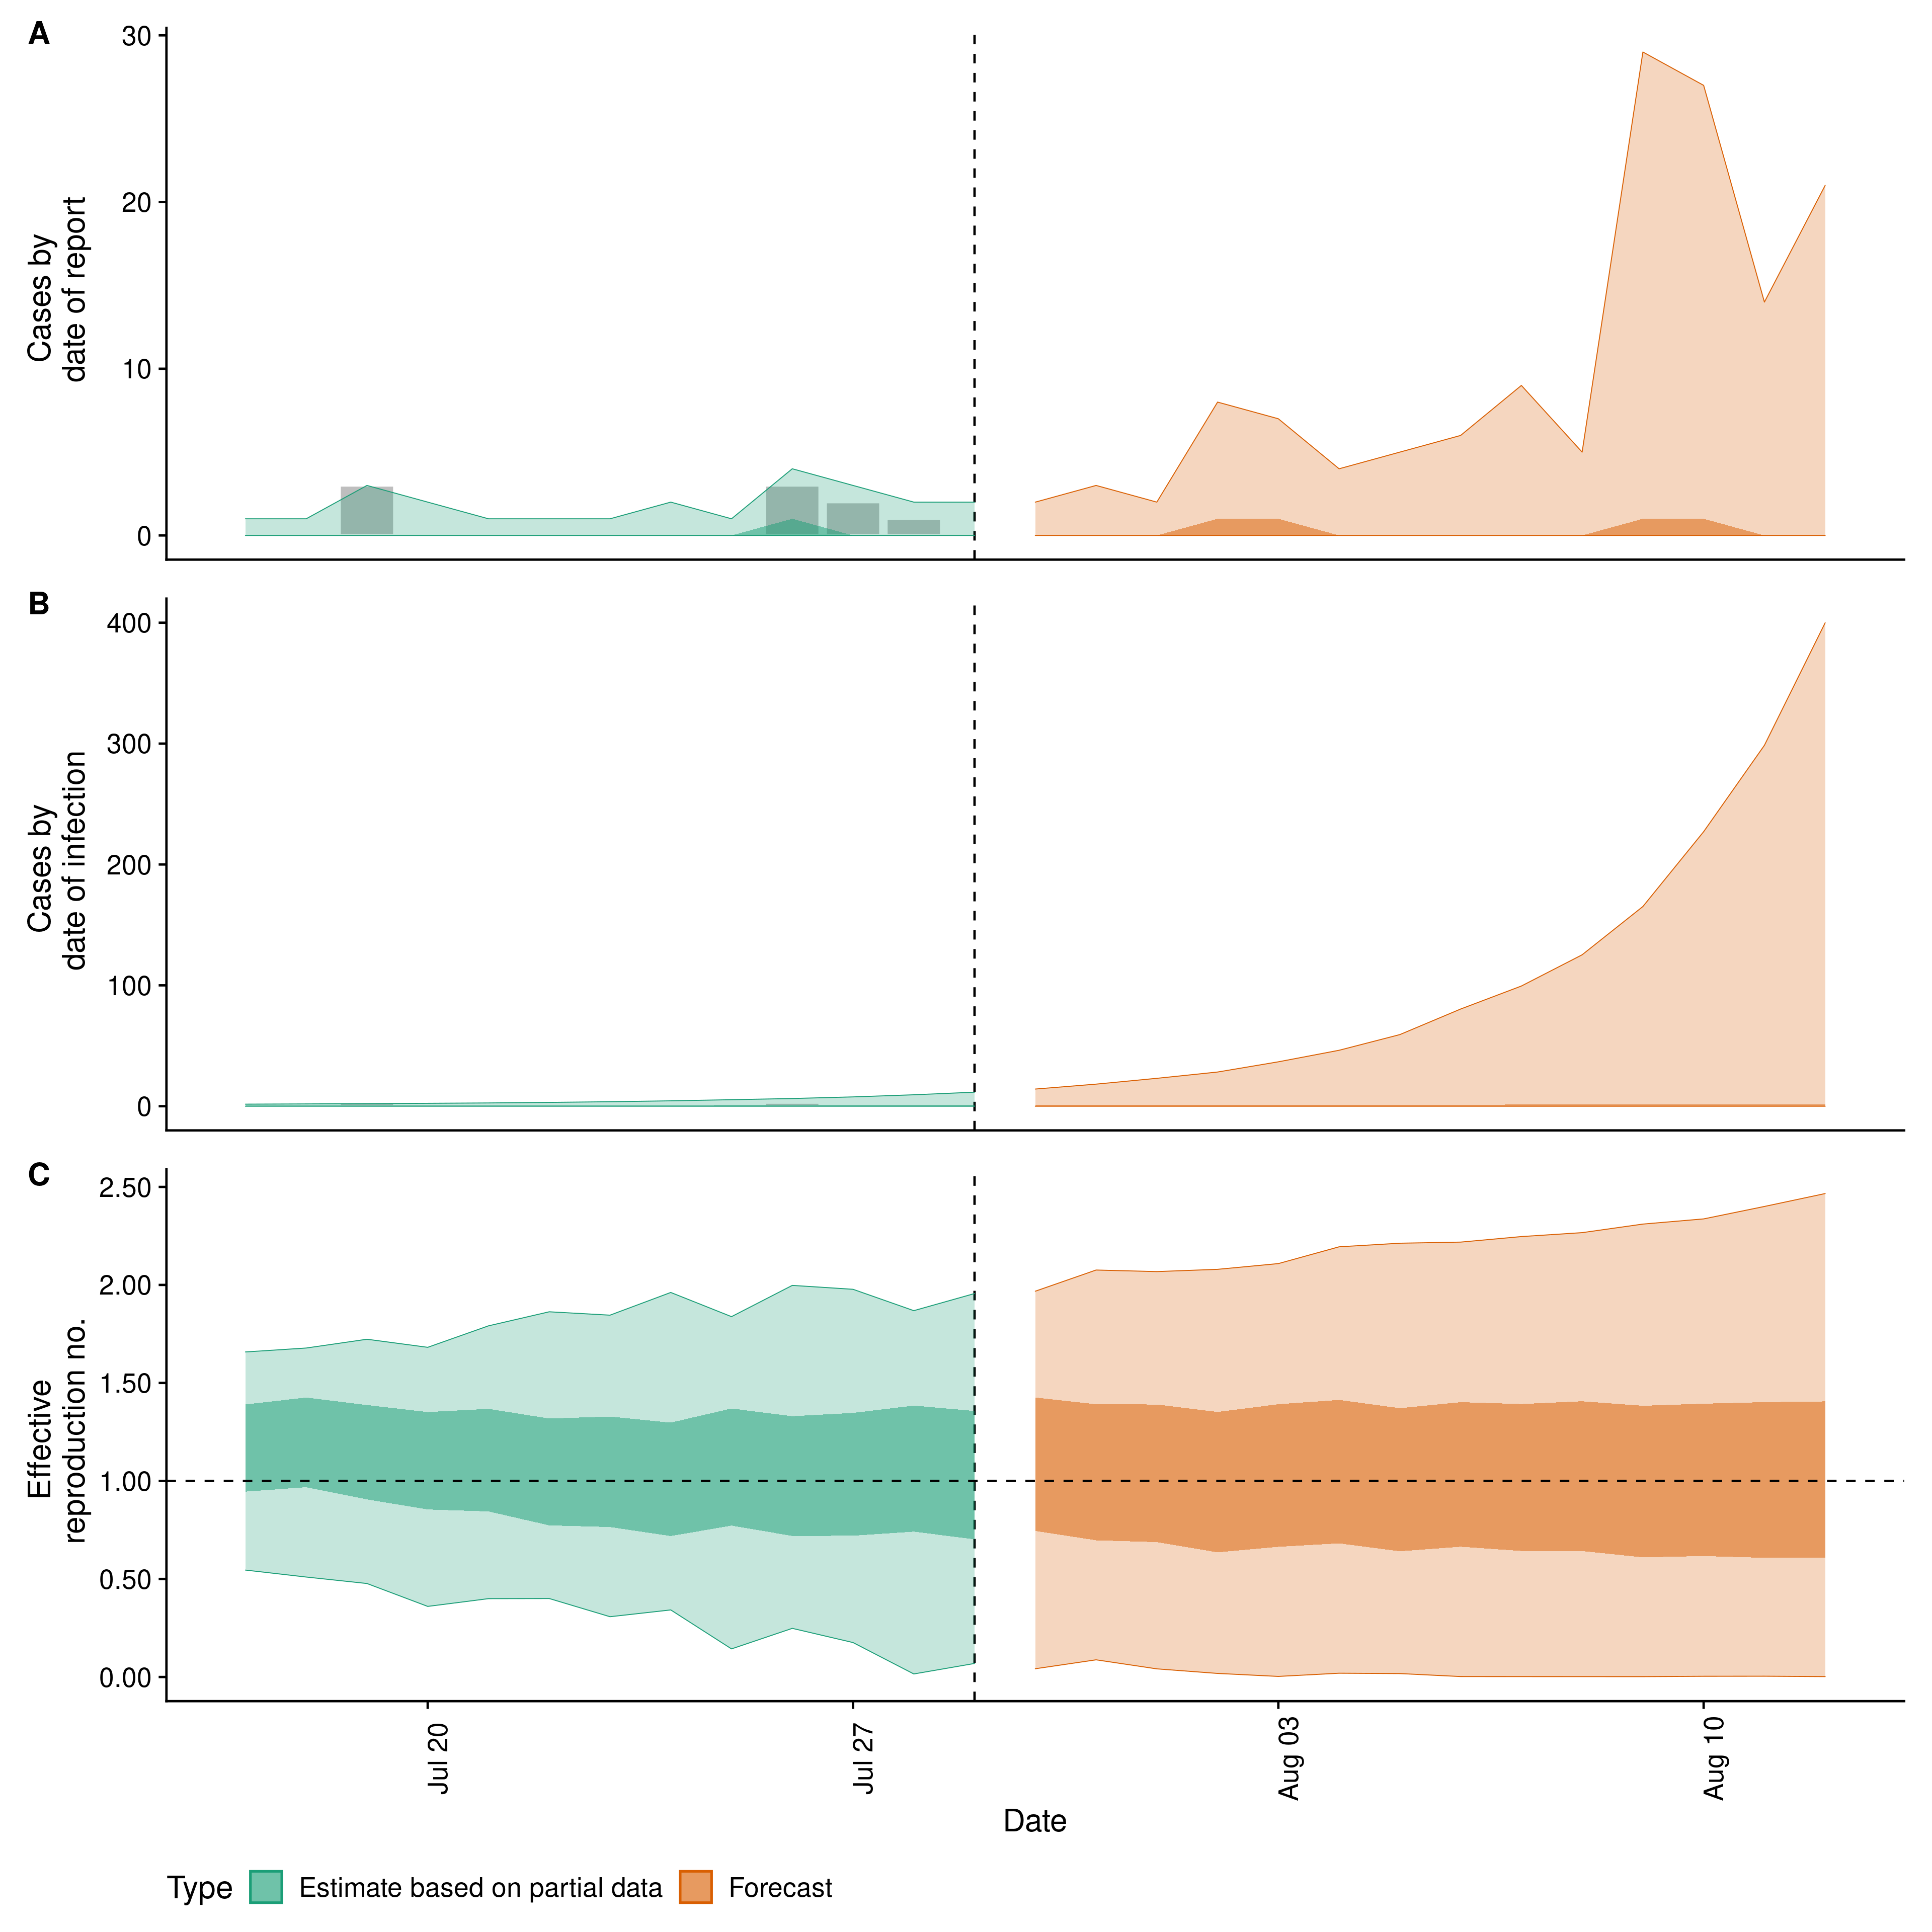 A
30
20
10
0
Cases by
date of report
B
400
300
200
100
0
Cases by
date of infection
C
2.50
2.00
1.50
1.00
0.50
0.00
Effective
reproduction no.
Jul 20
Jul 27
Aug 03
Aug 10
Date
Type Estimate based on partial data Forecast